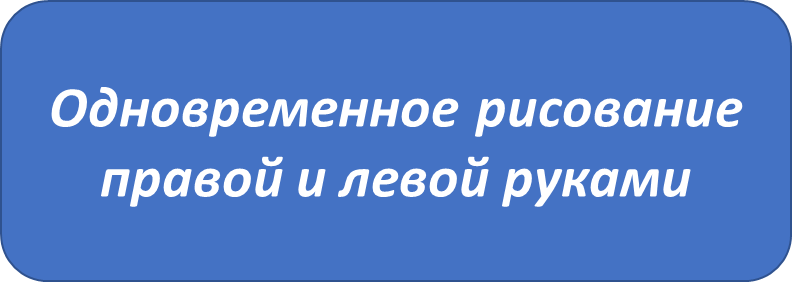 Одновременное рисование
правой и левой руками